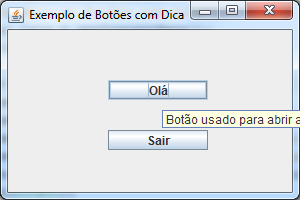 Exemplo de Botões com Dica
Olá
Botão usado para abrir a
Sair